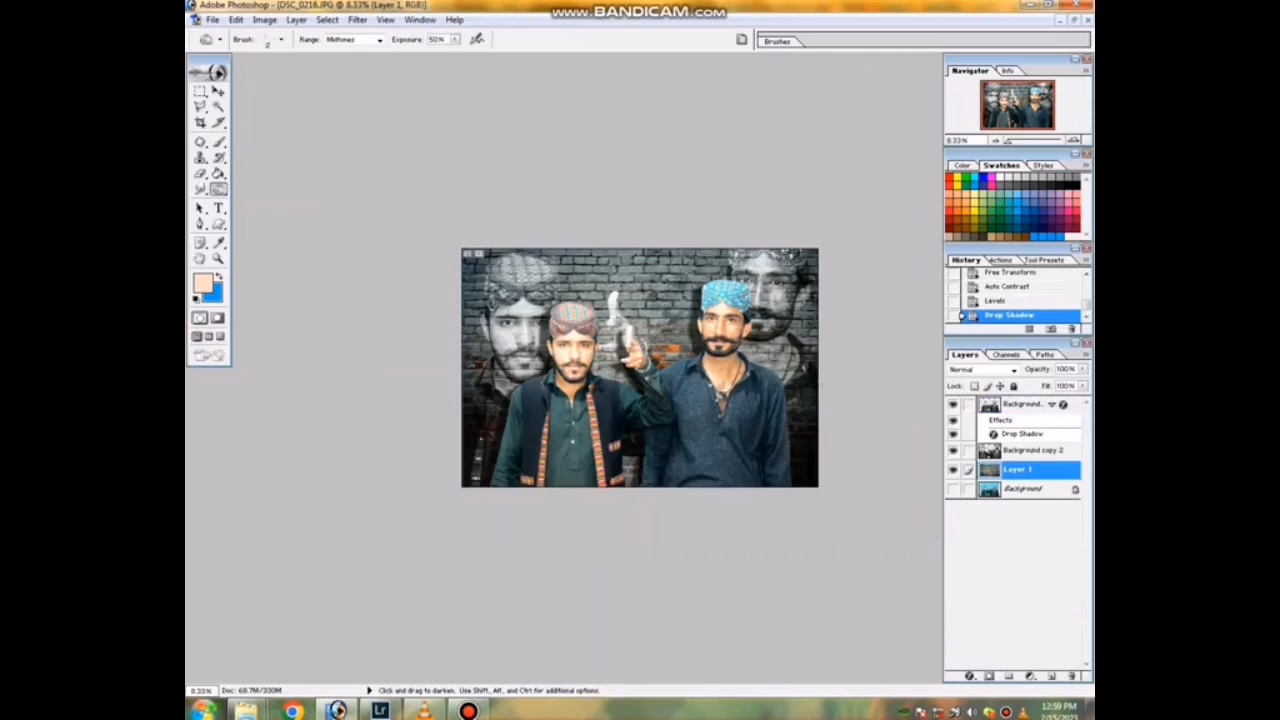 Adobe Photoshop - [DSC_0216.JPG @ 8.33% (Layer 1, RGB)]
www.BANDICAM.com
File Edit Image Layer Select Filter View Window Help
Brush: 2 Range: Midtones Exposure: 50%
Brushes
Navigator Info
8.33%
Color Swatches Styles
History Actions Tool Presets
Free Transform
Auto Contrast
Levels
Drop Shadow
Layers Channels Paths
Normal Opacity: 100%
Lock: Fill: 100%
Background...
Effects
Drop Shadow
Background copy 2
Layer 1
Background
8.33% Doc: 68.7M/330M Click and drag to darken. Use Shift, Alt, and Ctrl for additional options.
Lr
12:59 PM
2/15/2023